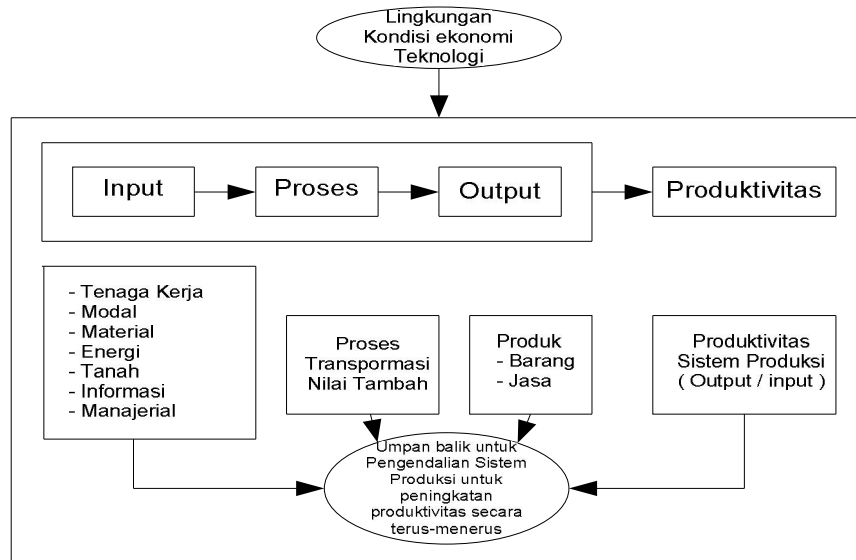 Lingkungan
Kondisi ekonomi
Teknologi
Input
Proses
Output
Produktivitas
- Tenaga Kerja
- Modal
- Material
- Energi
- Tanah
- Informasi
- Manajerial
Proses
Transpormasi
Nilai Tambah
Produk
- Barang
- Jasa
Produktivitas
Sistem Produksi
( Output / input )
Umpan balik untuk
Pengendalian Sistem
Produksi untuk
peningkatan
produktivitas secara
terus-menerus